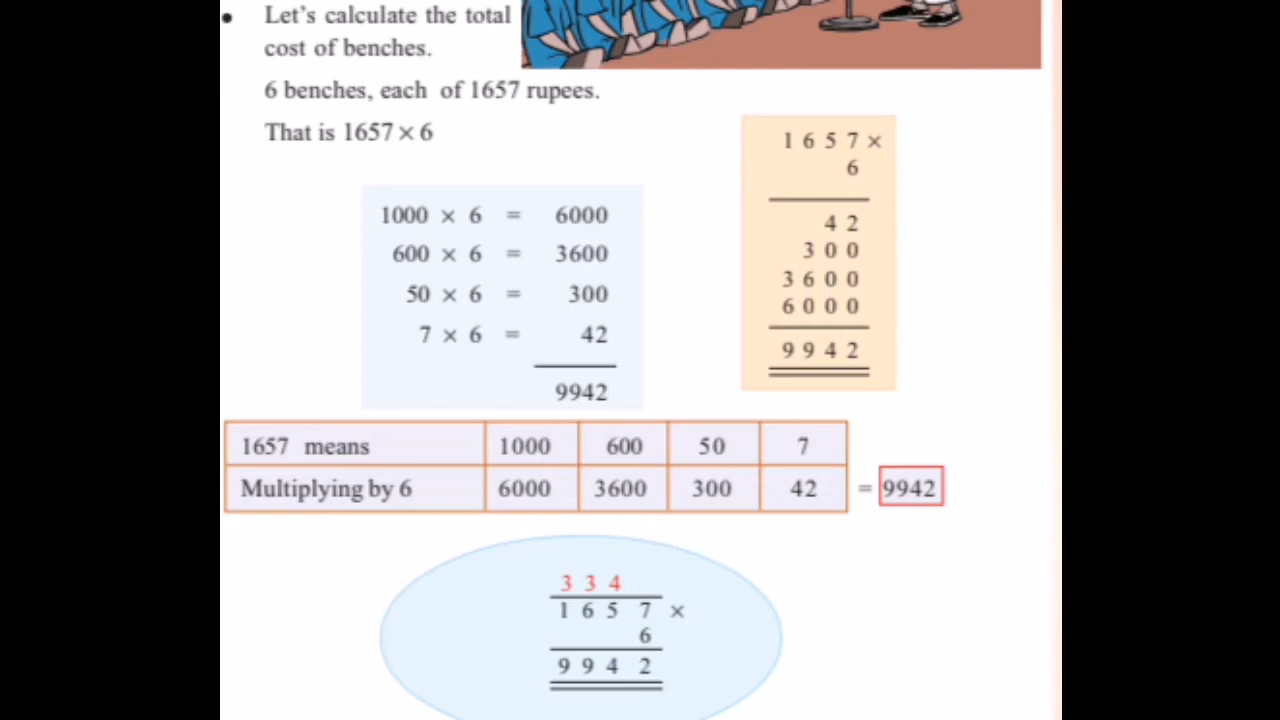 • Let's calculate the total
cost of benches.
6 benches, each of 1657 rupees.
That is 1657 × 6
1000 × 6 = 6000
600 × 6 = 3600
50 × 6 = 300
7 × 6 = 42
9942
1 6 5 7 ×
6
4 2
3 0 0
3 6 0 0
6 0 0 0
9 9 4 2
1657 means 1000 600 50 7
Multiplying by 6 6000 3600 300 42 = 9942
3 3 4
1 6 5 7 ×
6
9 9 4 2